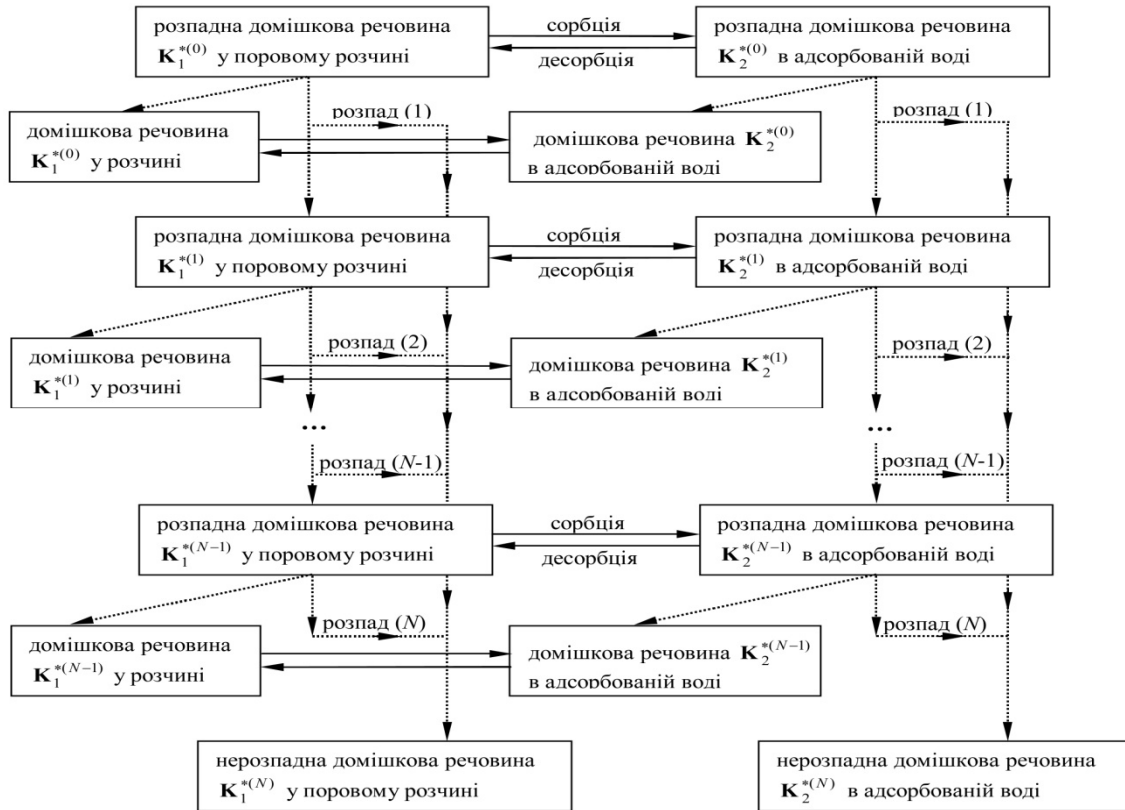 розпадна домішкова речовина
K₁*⁽⁰⁾ у поровому розчині
сорбція
десорбція
розпадна домішкова речовина
K₂*⁽⁰⁾ в адсорбованій воді
розпад (1)
розпад (1)
домішкова речовина
K₁*⁽⁰⁾ у розчині
домішкова речовина K₂*⁽⁰⁾
в адсорбованій воді
розпадна домішкова речовина
K₁*⁽¹⁾ у поровому розчині
сорбція
десорбція
розпадна домішкова речовина
K₂*⁽¹⁾ в адсорбованій воді
розпад (2)
розпад (2)
домішкова речовина
K₁*⁽¹⁾ у розчині
домішкова речовина K₂*⁽¹⁾
в адсорбованій воді
...
...
розпад (N-1)
розпад (N-1)
розпадна домішкова речовина
K₁*⁽ᴺ⁻¹⁾ у поровому розчині
сорбція
десорбція
розпадна домішкова речовина
K₂*⁽ᴺ⁻¹⁾ в адсорбованій воді
розпад (N)
розпад (N)
домішкова речовина
K₁*⁽ᴺ⁻¹⁾ у розчині
домішкова речовина K₂*⁽ᴺ⁻¹⁾
в адсорбованій воді
нерозпадна домішкова речовина
K₁*⁽ᴺ⁾ у поровому розчині
нерозпадна домішкова речовина
K₂*⁽ᴺ⁾ в адсорбованій воді